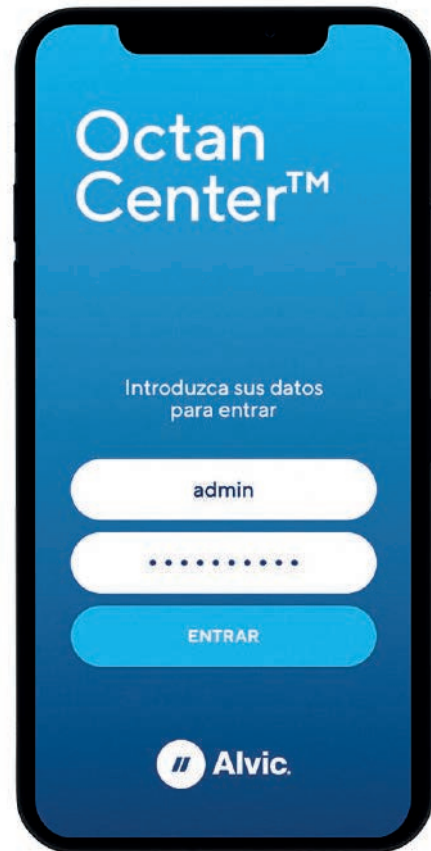 Octan
Center™
Introduzca sus datos
para entrar
admin
••••••••••
ENTRAR
Alvic.